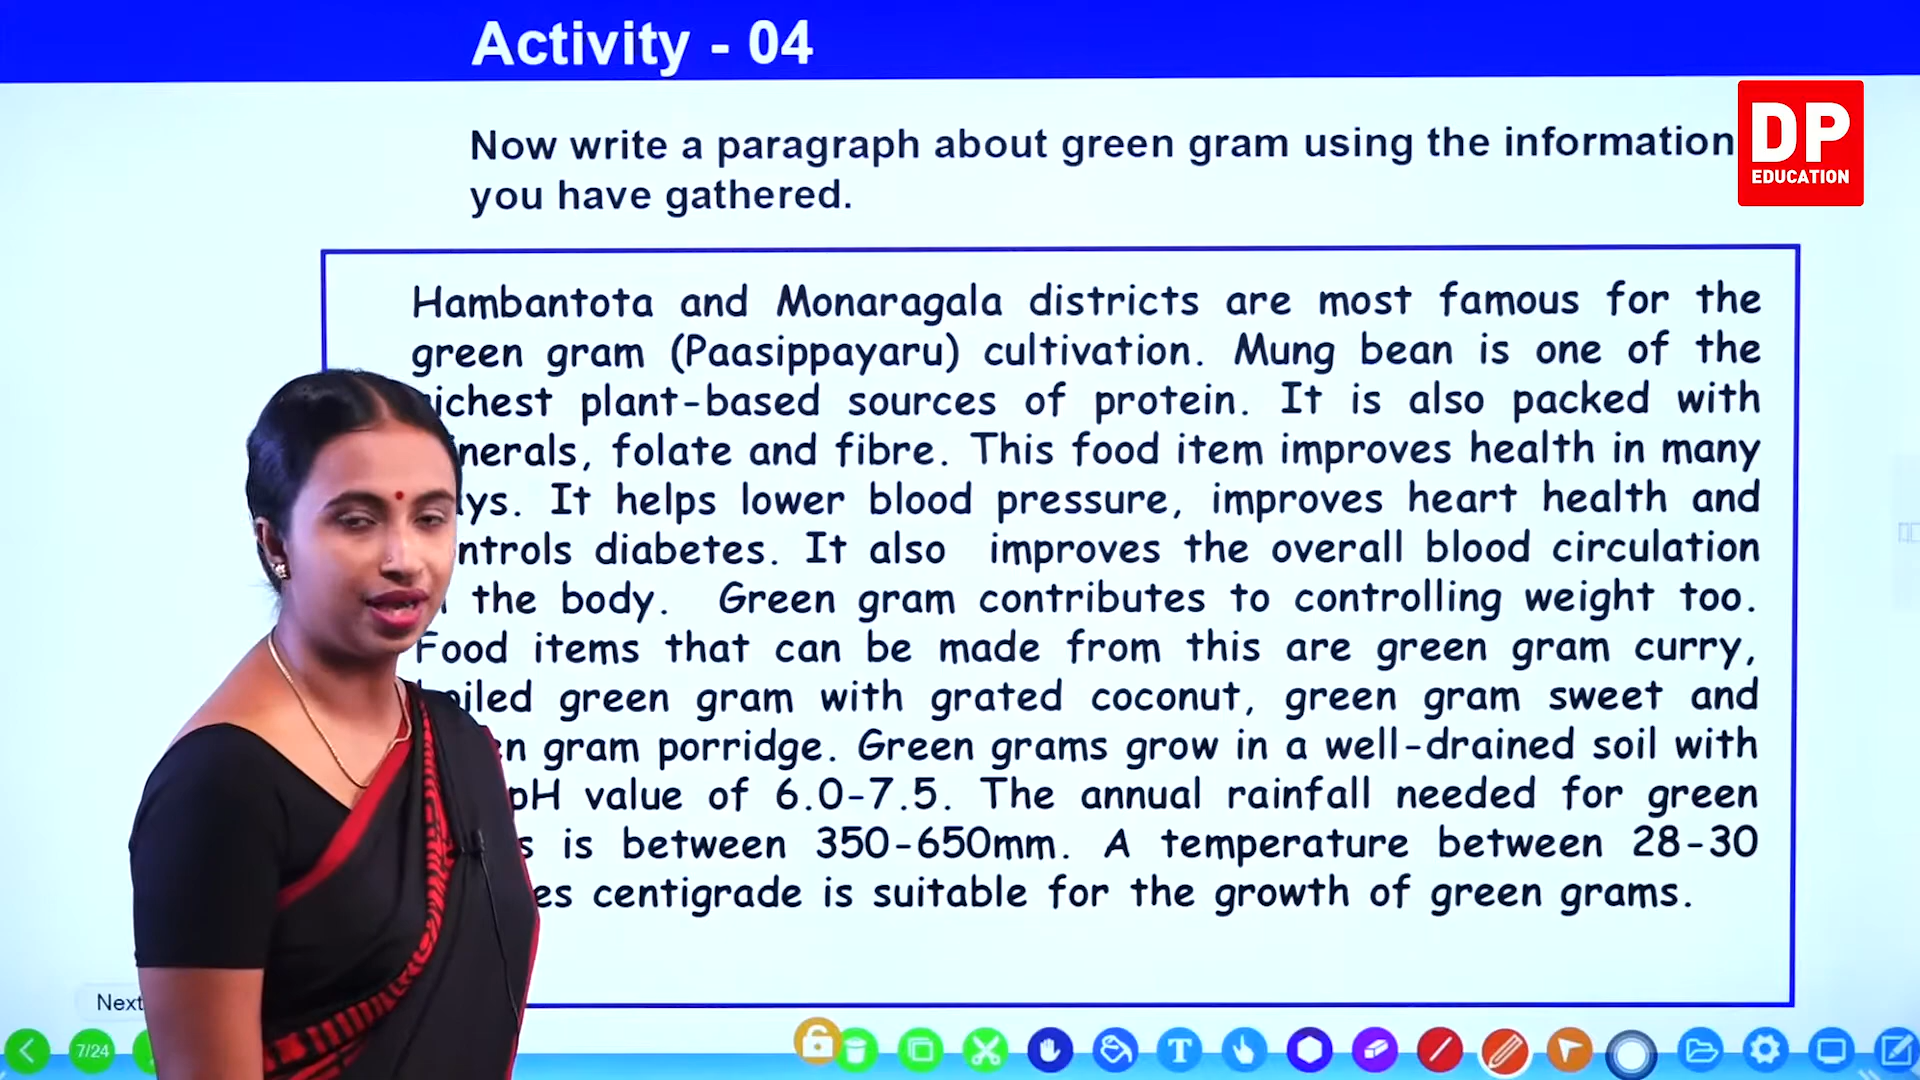 Activity - 04
DP
EDUCATION
Now write a paragraph about green gram using the information
you have gathered.
Hambantota and Monaragala districts are most famous for the
green gram (Paasippayaru) cultivation. Mung bean is one of the
plant-based sources of protein. It is also packed with
folate and fibre. This food item improves health in many
It helps lower blood pressure, improves heart health and
diabetes. It also improves the overall blood circulation
the body. Green gram contributes to controlling weight too.
Food items that can be made from this are green gram curry,
green gram with grated coconut, green gram sweet and
gram porridge. Green grams grow in a well-drained soil with
pH value of 6.0-7.5. The annual rainfall needed for green
is between 350-650mm. A temperature between 28-30
centigrade is suitable for the growth of green grams.
Next
7/24
T